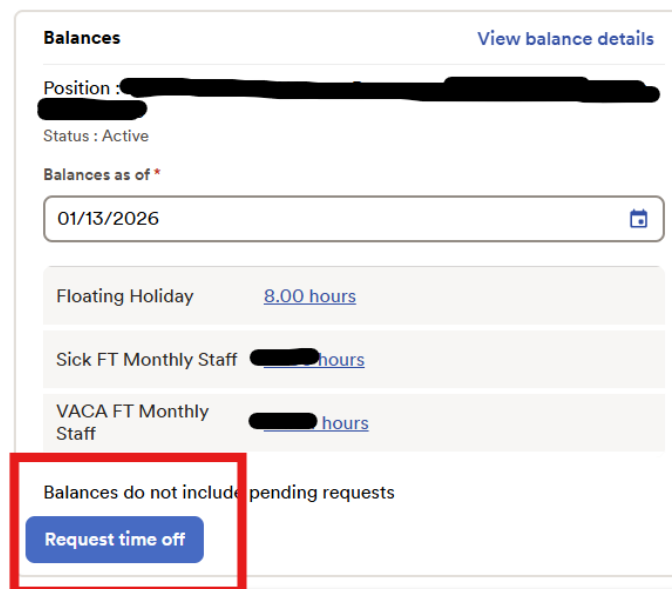 Balances
View balance details
Position :
Status : Active
Balances as of *
01/13/2026
Floating Holiday 8.00 hours
Sick FT Monthly Staff hours
VACA FT Monthly
Staff
hours
Balances do not include pending requests
Request time off